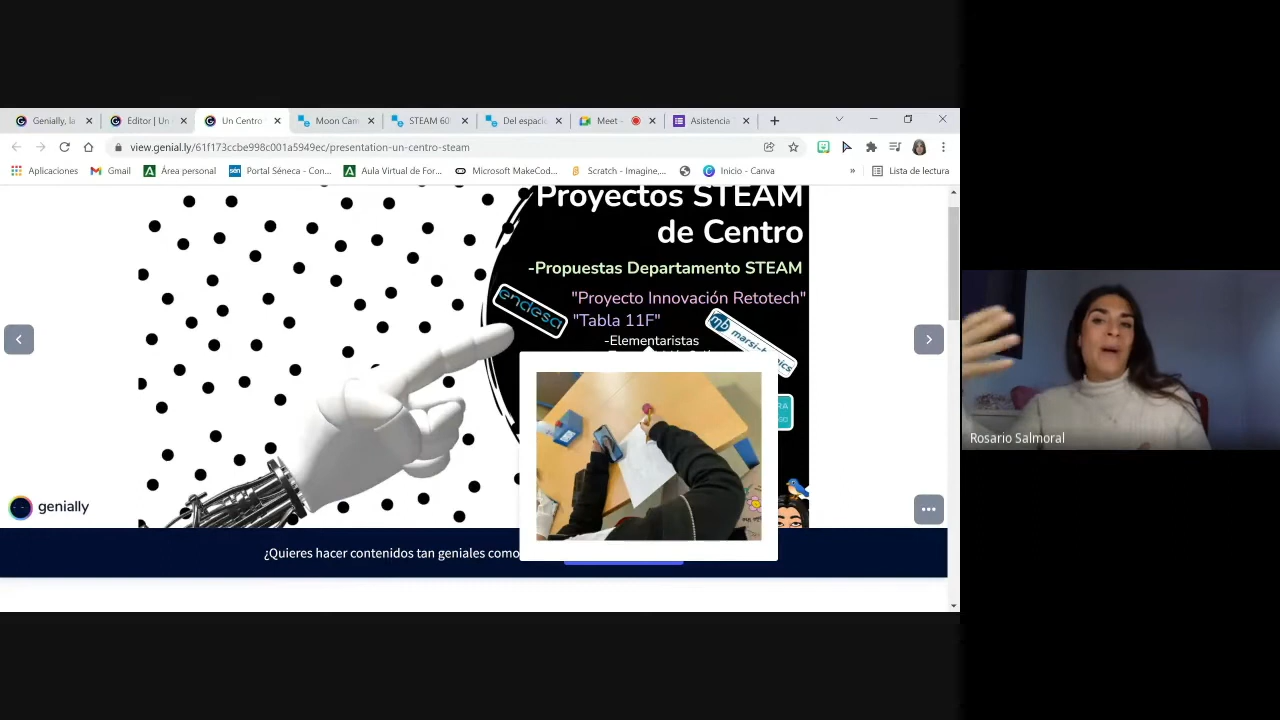 Genially, la
Editor | Un
Un Centro
Moon Cam
STEAM 60
Del espaci
Meet -
Asistencia
view.genial.ly/61f173ccbe998c001a5949ec/presentation-un-centro-steam
Aplicaciones
Gmail
Área personal
Portal Séneca - Con...
Aula Virtual de For...
Microsoft MakeCod...
Scratch - Imagine,...
Inicio - Canva
»
Lista de lectura
Proyectos STEAM
de Centro
-Propuestas Departamento STEAM
"Proyecto Innovación Retotech"
endesa
"Tabla 11F"
-Elementaristas
genially
¿Quieres hacer contenidos tan geniales como
Rosario Salmoral